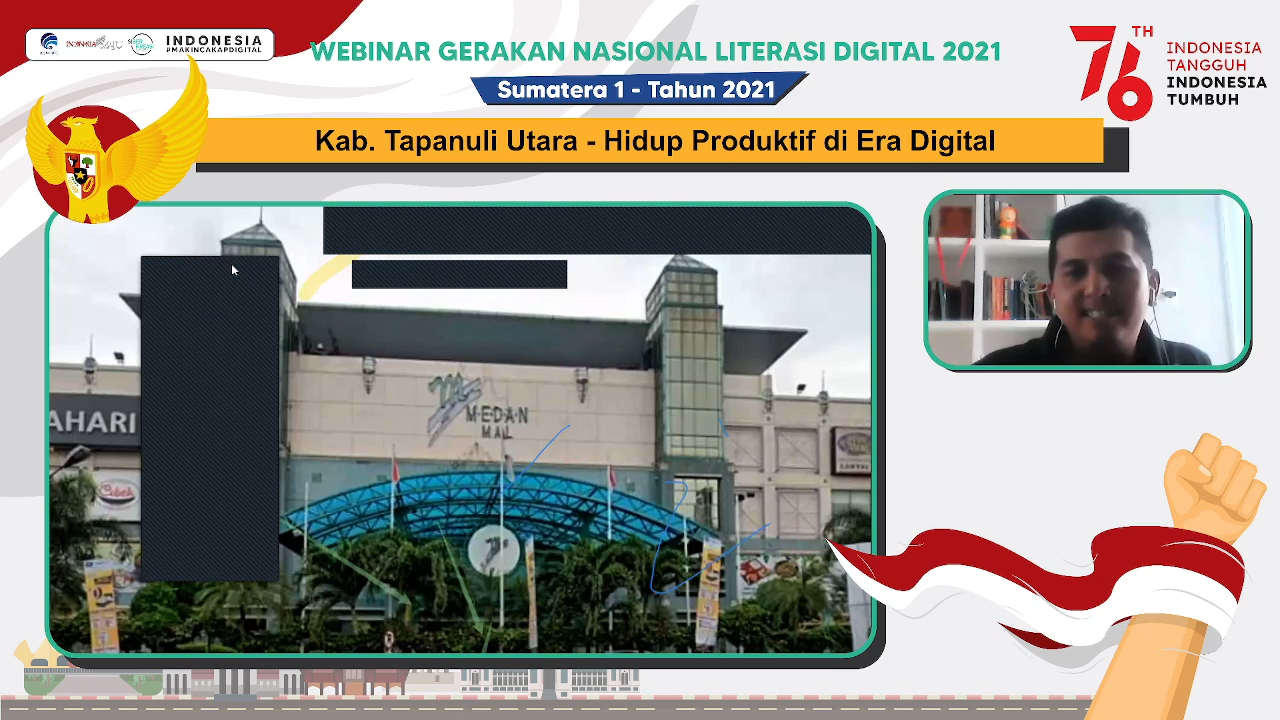 INDONESIA
#MAKINCAKAPDIGITAL
WEBINAR GERAKAN NASIONAL LITERASI DIGITAL 2021
Sumatera 1 - Tahun 2021
76 TH
INDONESIA
TANGGUH
INDONESIA
TUMBUH
Kab. Tapanuli Utara - Hidup Produktif di Era Digital
AHARI
MEDAN
MAL